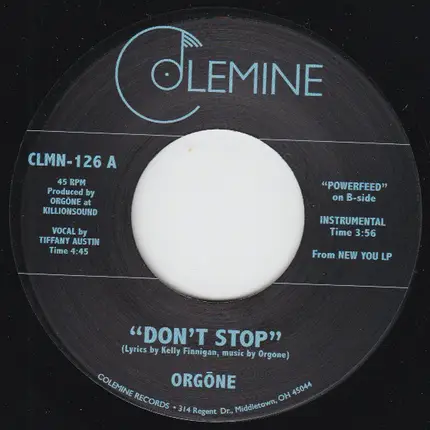 COLEMINE
CLMN-126 A
45 RPM
Produced by
ORGŌNE at
KILLIONSOUND
VOCAL by
TIFFANY AUSTIN
Time 4:45
“POWERFEED”
on B-side
INSTRUMENTAL
Time 3:56
From NEW YOU LP
“DON'T STOP”
(Lyrics by Kelly Finnigan, music by Orgone)
ORGŌNE
COLEMINE RECORDS • 314 Regent Dr., Middletown, OH 45044